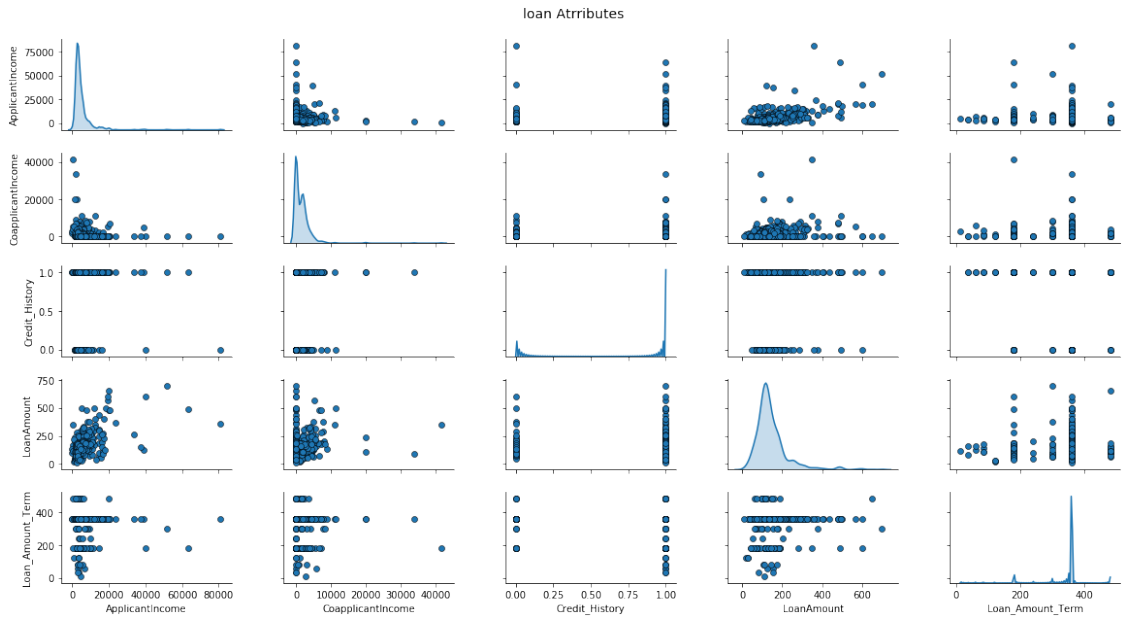 loan Atrributes
ApplicantIncome
75000
50000
25000
0
CoapplicantIncome
40000
20000
0
Credit_History
1.0
0.5
0.0
LoanAmount
750
500
250
0
Loan_Amount_Term
400
200
0
0 20000 40000 60000 80000
0 10000 20000 30000 40000
0.00 0.25 0.50 0.75 1.00
0 200 400 600 800
0 200 400
ApplicantIncome
CoapplicantIncome
Credit_History
LoanAmount
Loan_Amount_Term